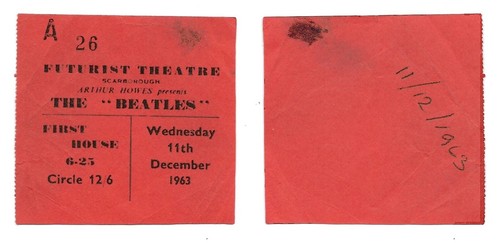 Å 26
FUTURIST THEATRE
SCARBOROUGH
ARTHUR HOWES presents
THE "BEATLES"
FIRST
HOUSE
6-25
Circle 12/6
Wednesday
11th
December
1963
11/12/1963